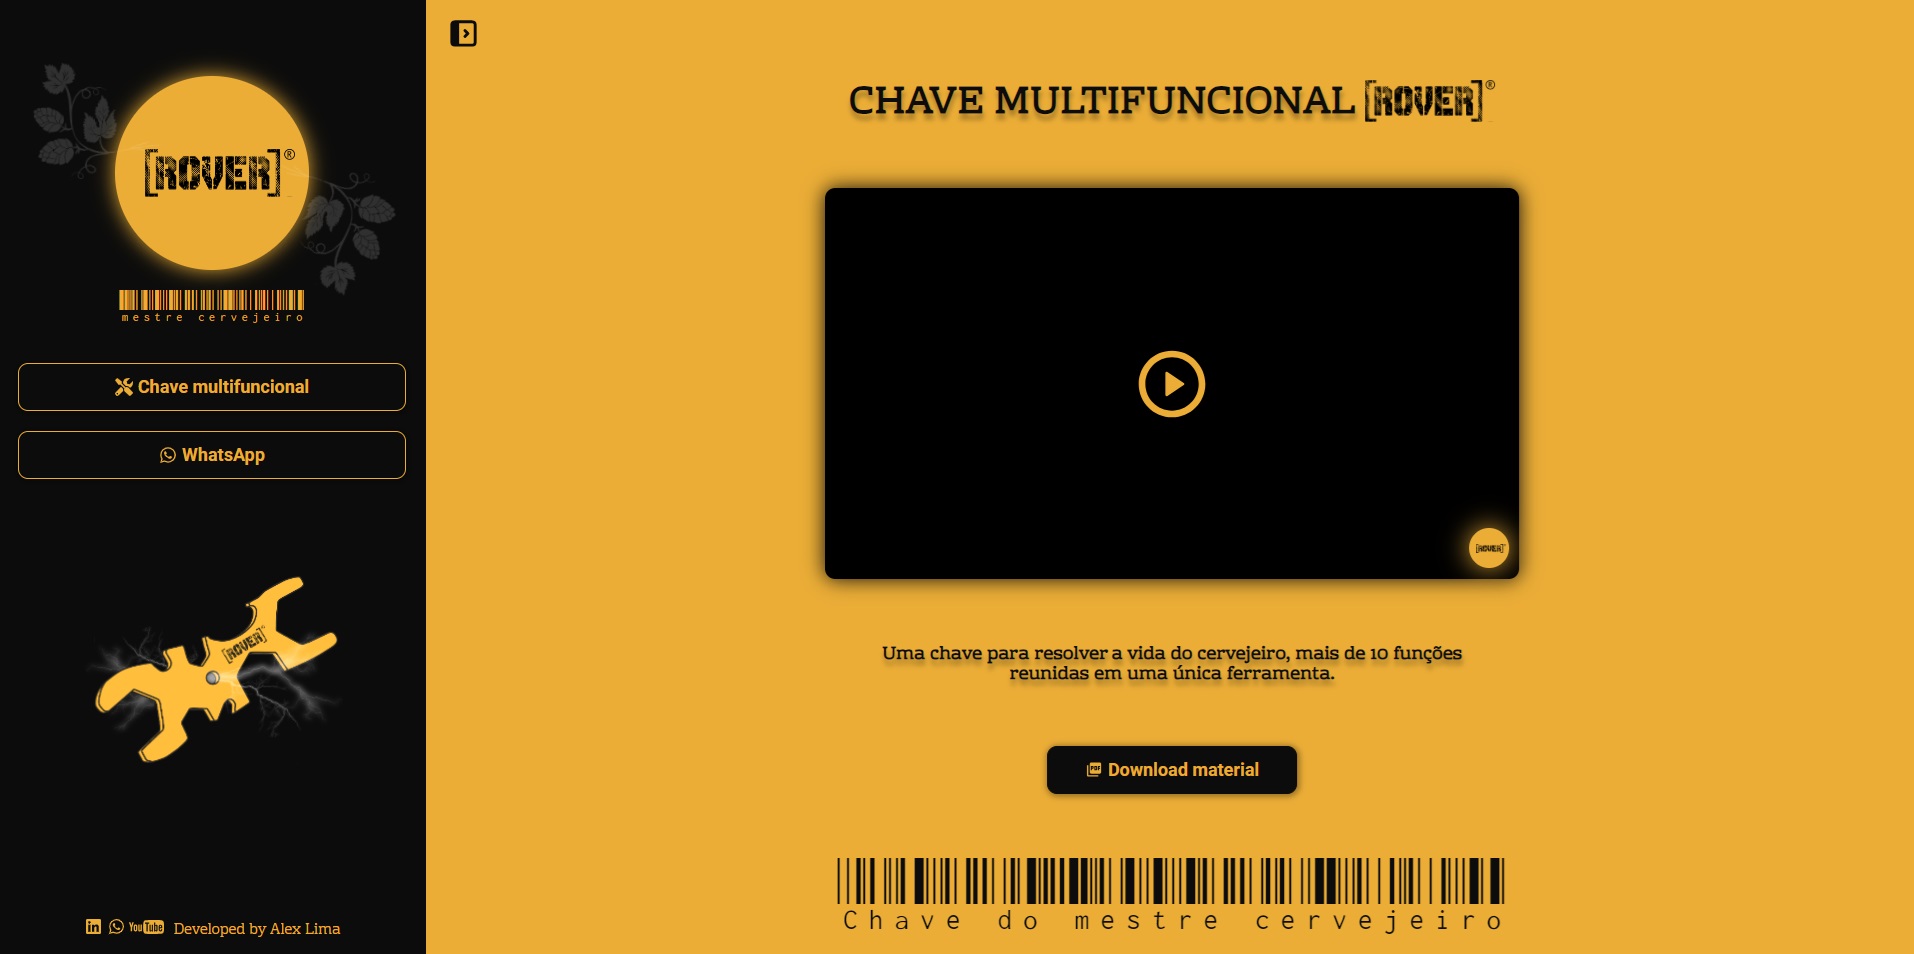 [ROVER]®
mestre cervejeiro
Chave multifuncional
WhatsApp
[ROVER]
YouTube Developed by Alex Lima
CHAVE MULTIFUNCIONAL [ROVER]®
[ROVER]
Uma chave para resolver a vida do cervejeiro, mais de 10 funções
reunidas em uma única ferramenta.
PDF Download material
Chave do mestre cervejeiro